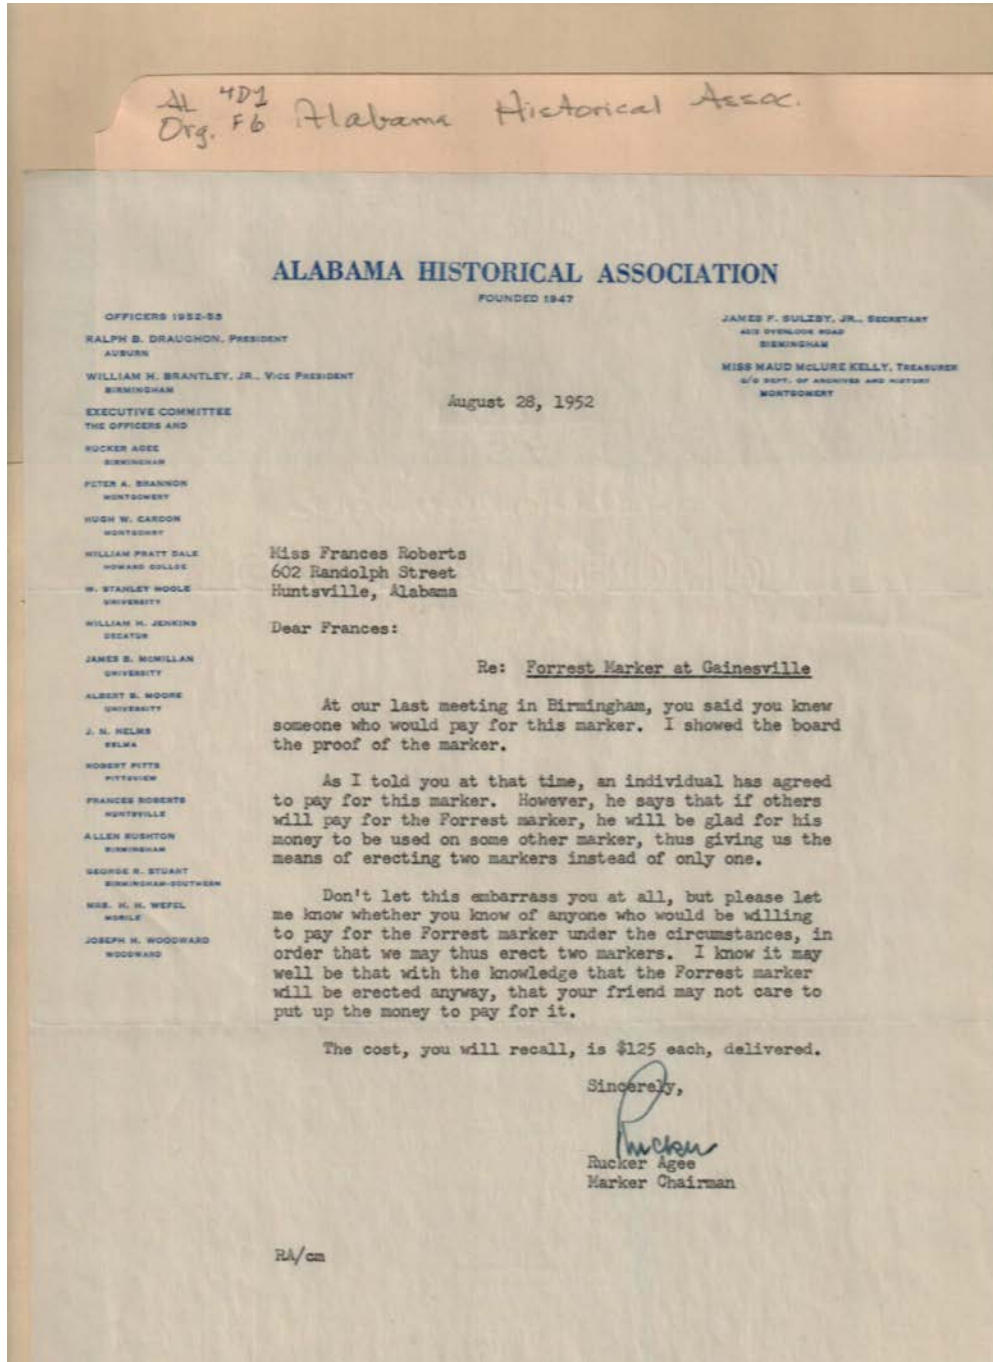 AL 4D1
Org. F6 Alabama Historical Assoc.
ALABAMA HISTORICAL ASSOCIATION
FOUNDED 1947
OFFICERS 1952-53
RALPH B. DRAUGHON, PRESIDENT
AUBURN
WILLIAM H. BRANTLEY, JR., VICE PRESIDENT
BIRMINGHAM
EXECUTIVE COMMITTEE
THE OFFICERS AND
RUCKER AGEE
BIRMINGHAM
PETER A. BRANNON
MONTGOMERY
HUGH W. CARDON
MONTGOMRY
WILLIAM PRATT DALE
HOWARD COLLGE
W. STANLEY HOOLE
UNIVERSITY
WILLIAM H. JENKINS
DECATUR
JAMES B. MCMILLAN
UNIVERSITY
ALBERT B. MOORE
UNIVERSITY
J. N. HELMS
SELMA
ROBERT PITTS
PITTSVIEW
FRANCES ROBERTS
HUNTSVILLE
ALLEN RUSHTON
BIRMINGHAM
GEORGE R. STUART
BIRMINGHAM-SOUTHERN
MRS. H. H. WEFEL
MOBILE
JOSEPH H. WOODWARD
WOODWARD
JAMES F. SULZBY, JR., SECRETARY
OVERLOOK ROAD
BIRMINGHAM
MISS MAUD McLURE KELLY, TREASURER
C/O DEPT. OF ARCHIVES AND HISTORY
MONTGOMERY
August 28, 1952
Miss Frances Roberts
602 Randolph Street
Huntsville, Alabama
Dear Frances:
Re: Forrest Marker at Gainesville
At our last meeting in Birmingham, you said you knew
someone who would pay for this marker. I showed the board
the proof of the marker.
As I told you at that time, an individual has agreed
to pay for this marker. However, he says that if others
will pay for the Forrest marker, he will be glad for his
money to be used on some other marker, thus giving us the
means of erecting two markers instead of only one.
Don't let this embarrass you at all, but please let
me know whether you know of anyone who would be willing
to pay for the Forrest marker under the circumstances, in
order that we may thus erect two markers. I know it may
well be that with the knowledge that the Forrest marker
will be erected anyway, that your friend may not care to
put up the money to pay for it.
The cost, you will recall, is $125 each, delivered.
Sincerely,
Rucker
Rucker Agee
Marker Chairman
RA/cm